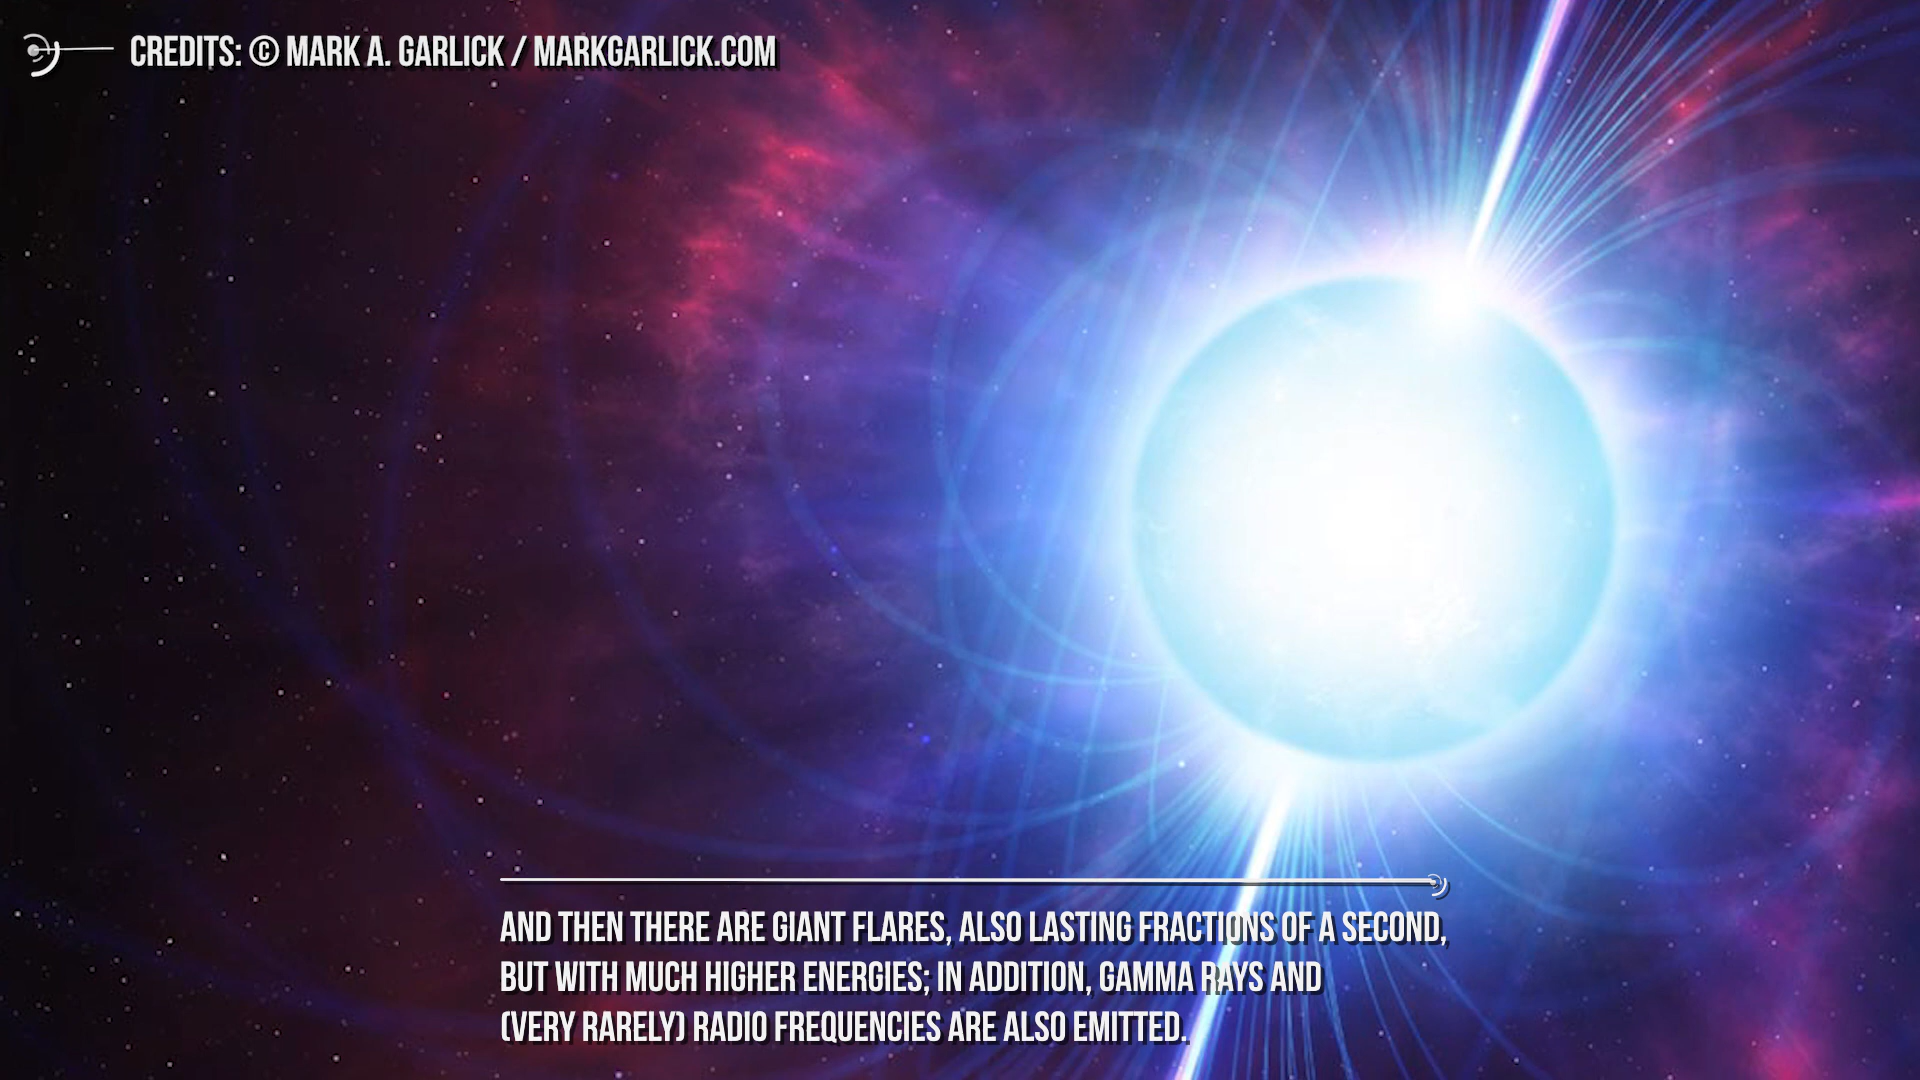 CREDITS: © MARK A. GARLICK / MARKGARLICK.COM
AND THEN THERE ARE GIANT FLARES, ALSO LASTING FRACTIONS OF A SECOND,
BUT WITH MUCH HIGHER ENERGIES; IN ADDITION, GAMMA RAYS AND
(VERY RARELY) RADIO FREQUENCIES ARE ALSO EMITTED.